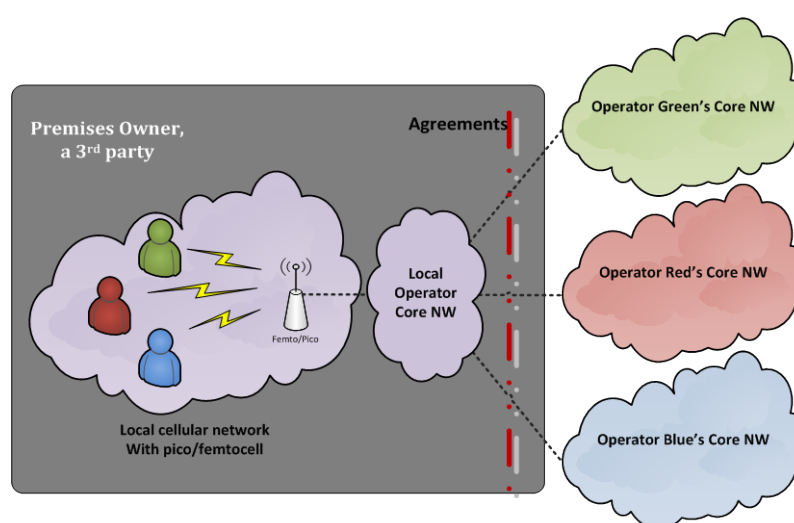 Premises Owner,
a 3rd party
Agreements
Femto/Pico
Local cellular network
With pico/femtocell
Local
Operator
Core NW
Operator Green's Core NW
Operator Red's Core NW
Operator Blue's Core NW